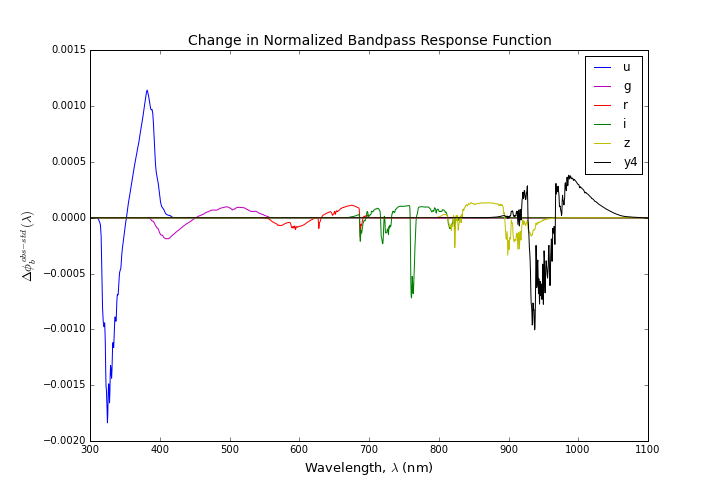 Change in Normalized Bandpass Response Function
0.0015
0.0010
0.0005
0.0000
−0.0005
−0.0010
−0.0015
−0.0020
Δϕ_b^{obs−std}(λ)
300 400 500 600 700 800 900 1000 1100
Wavelength, λ (nm)
u
g
r
i
z
y4